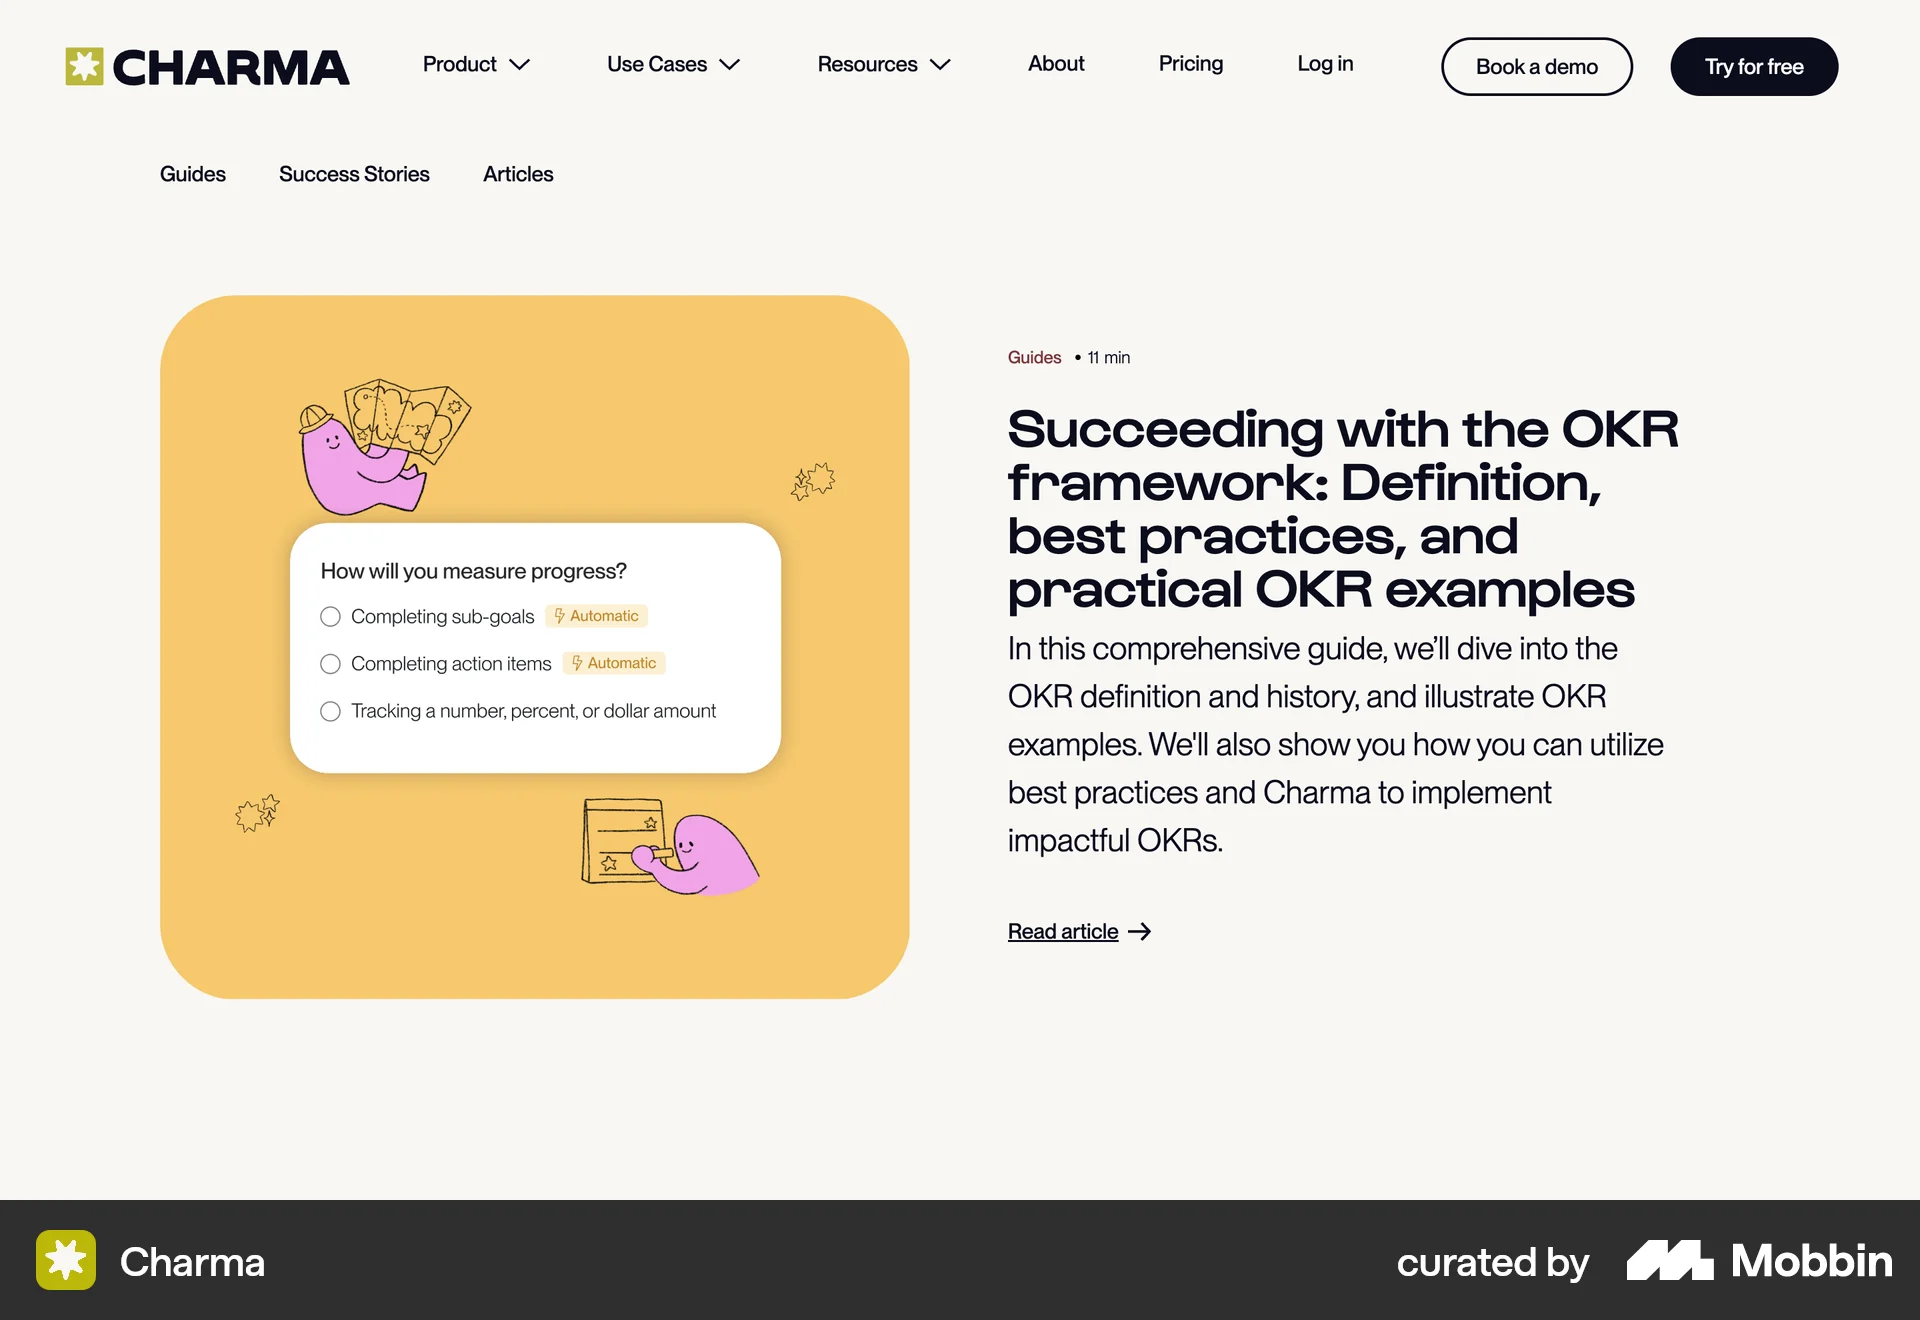 CHARMA
Product
Use Cases
Resources
About
Pricing
Log in
Book a demo
Try for free
Guides
Success Stories
Articles
How will you measure progress?
Completing sub-goals Automatic
Completing action items Automatic
Tracking a number, percent, or dollar amount
Guides • 11 min
Succeeding with the OKR
framework: Definition,
best practices, and
practical OKR examples
In this comprehensive guide, we’ll dive into the
OKR definition and history, and illustrate OKR
examples. We'll also show you how you can utilize
best practices and Charma to implement
impactful OKRs.
Read article
Charma
curated by Mobbin